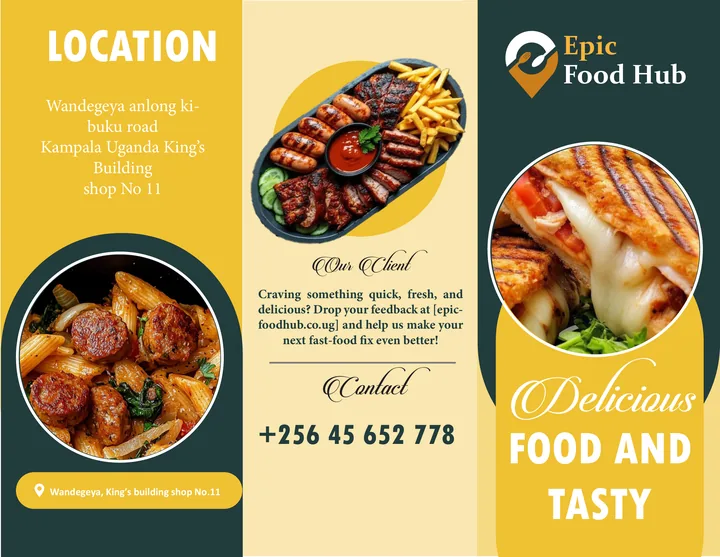 LOCATION
Wandegeya anlong ki-
buku road
Kampala Uganda King's
Building
shop No 11
Wandegeya, King's building shop No.11
Our Client
Craving something quick, fresh, and
delicious? Drop your feedback at [epic-
foodhub.co.ug] and help us make your
next fast-food fix even better!
Contact
+256 45 652 778
Epic
Food Hub
Delicious
FOOD AND
TASTY